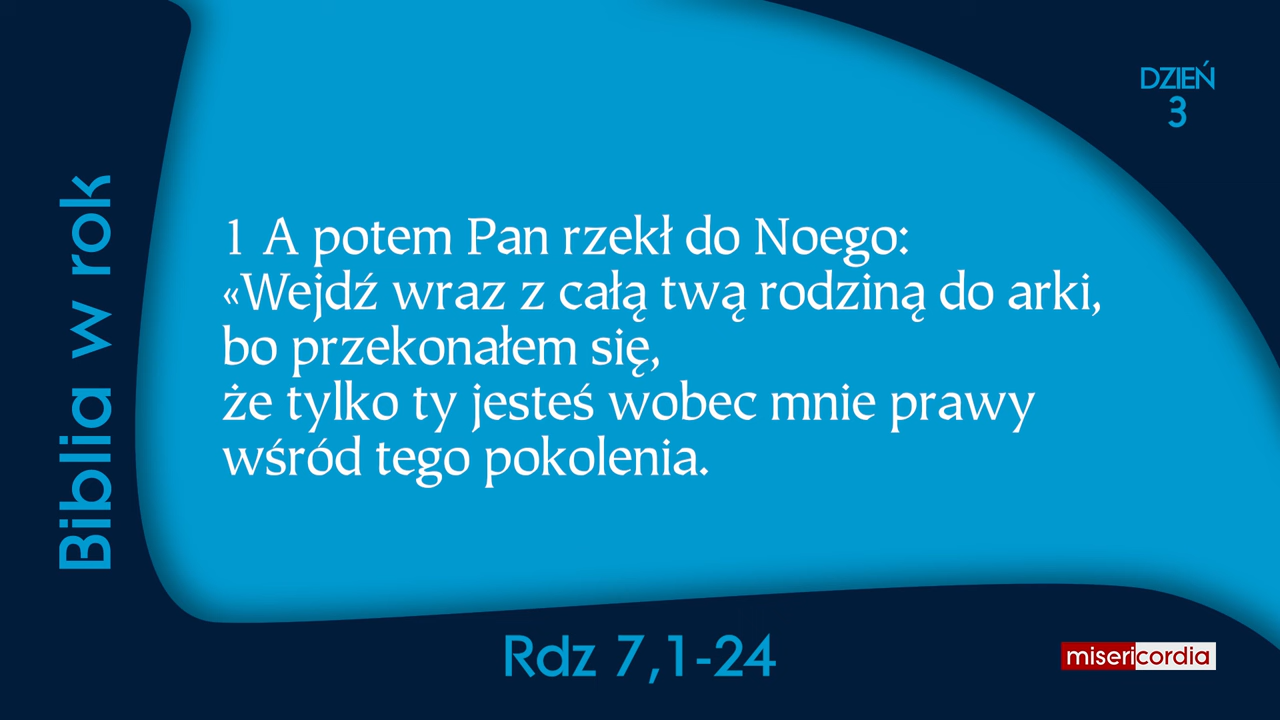 DZIEŃ
3
Biblia w rok
1 A potem Pan rzekł do Noego:
«Wejdź wraz z całą twą rodziną do arki,
bo przekonałem się,
że tylko ty jesteś wobec mnie prawy
wśród tego pokolenia.
Rdz 7,1-24
misericordia